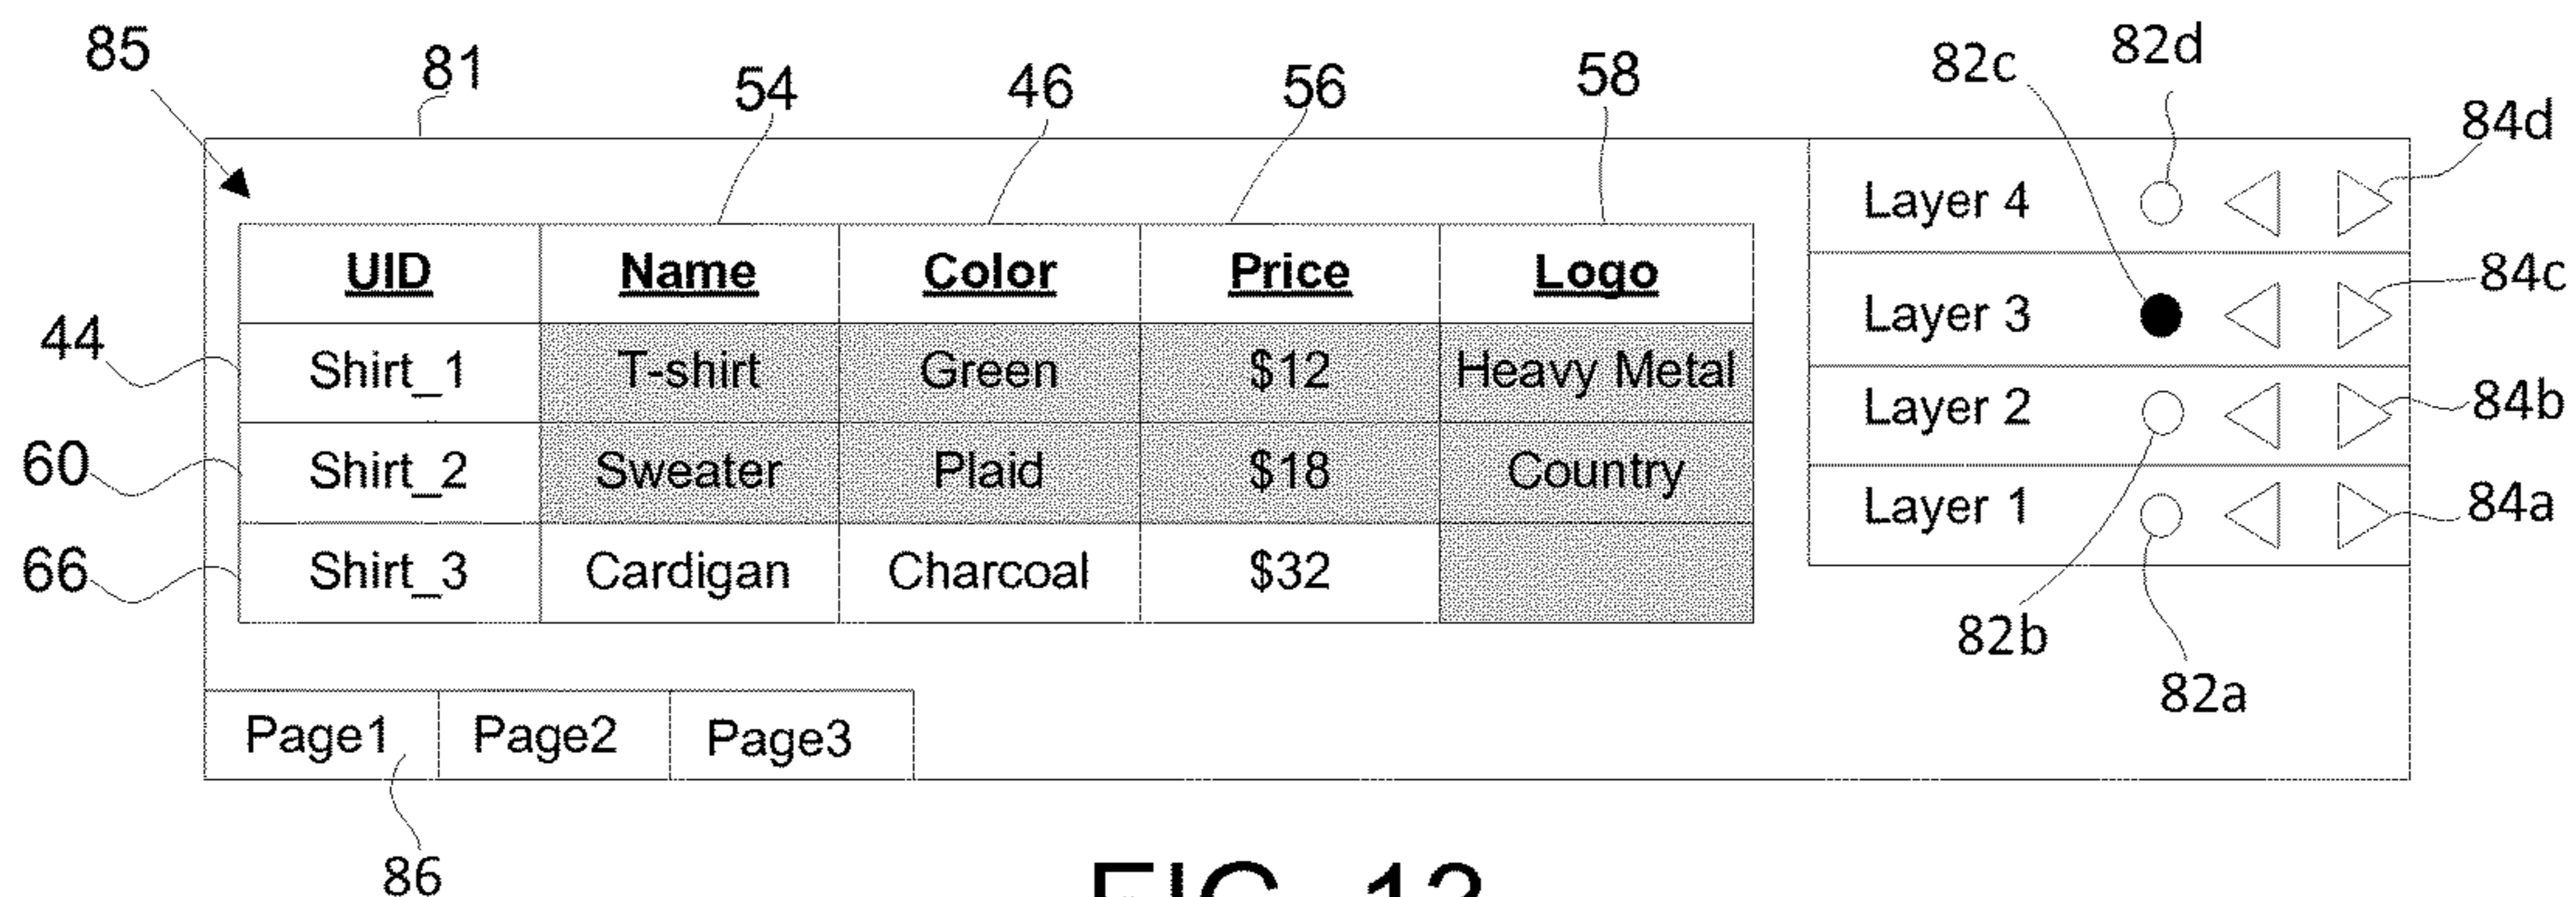 85 81 54 46 56 58 82c 82d 84d
Layer 4
UID Name Color Price Logo
84c
Layer 3
44 Shirt_1 T-shirt Green $12 Heavy Metal
Layer 2 84b
60 Shirt_2 Sweater Plaid $18 Country
Layer 1 84a
66 Shirt_3 Cardigan Charcoal $32
82b
82a
Page1 Page2 Page3
86
FIG. 12